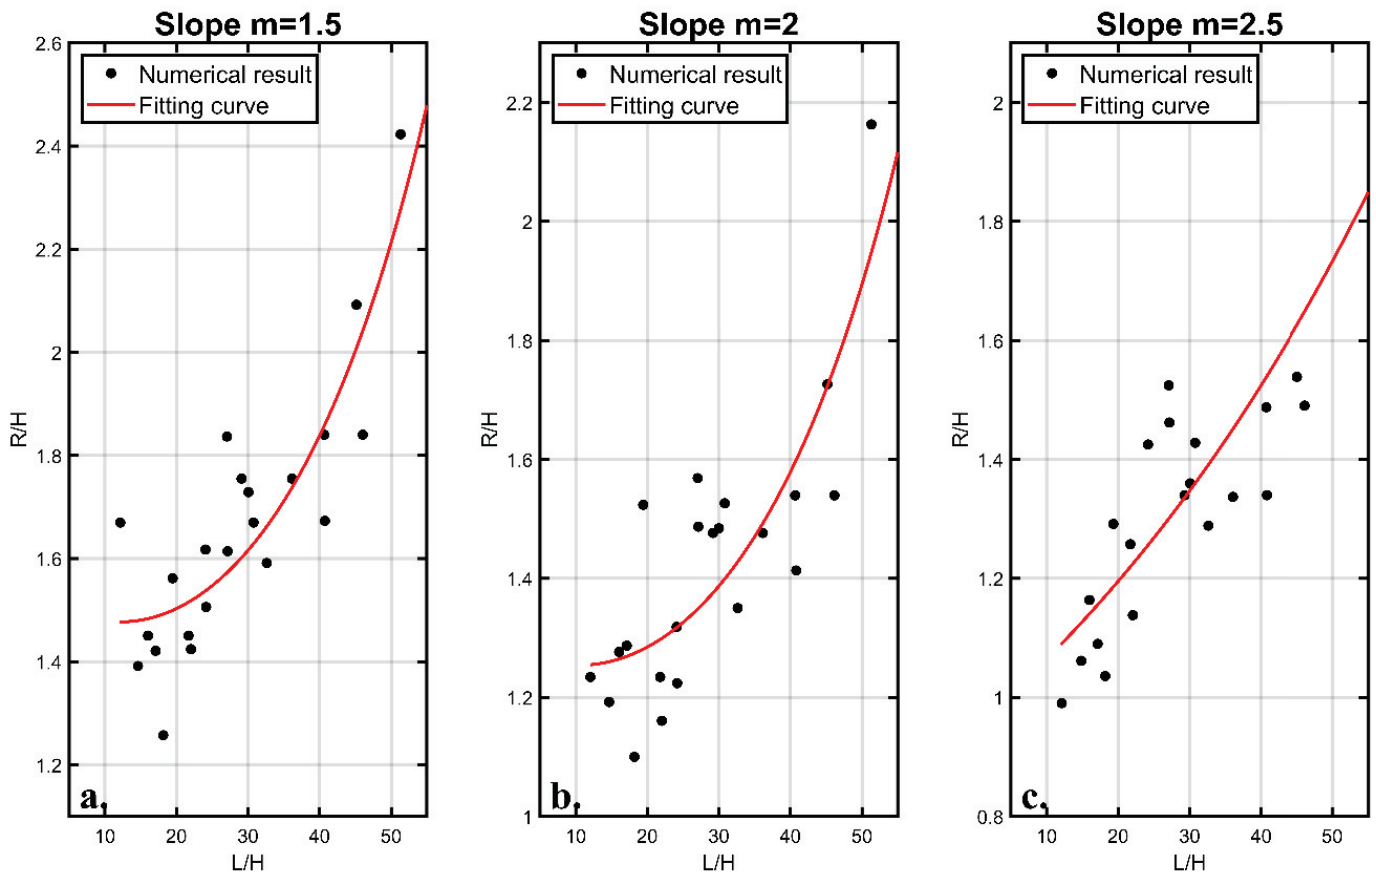 Slope m=1.5
2.6
2.4
2.2
2
1.8
1.6
1.4
1.2
R/H
Numerical result
Fitting curve
a.
10 20 30 40 50
L/H
Slope m=2
2.2
2
1.8
1.6
1.4
1.2
1
R/H
Numerical result
Fitting curve
b.
10 20 30 40 50
L/H
Slope m=2.5
2
1.8
1.6
1.4
1.2
1
0.8
R/H
Numerical result
Fitting curve
c.
10 20 30 40 50
L/H